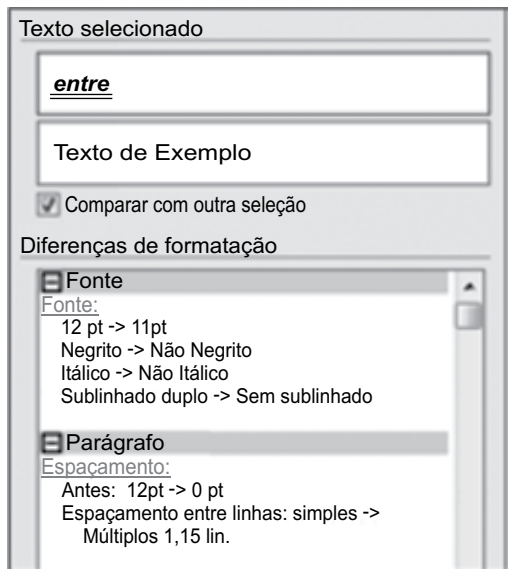 Texto selecionado
entre
Texto de Exemplo
Comparar com outra seleção
Diferenças de formatação
Fonte
Fonte:
12 pt -> 11pt
Negrito -> Não Negrito
Itálico -> Não Itálico
Sublinhado duplo -> Sem sublinhado
Parágrafo
Espaçamento:
Antes: 12pt -> 0 pt
Espaçamento entre linhas: simples ->
Múltiplos 1,15 lin.